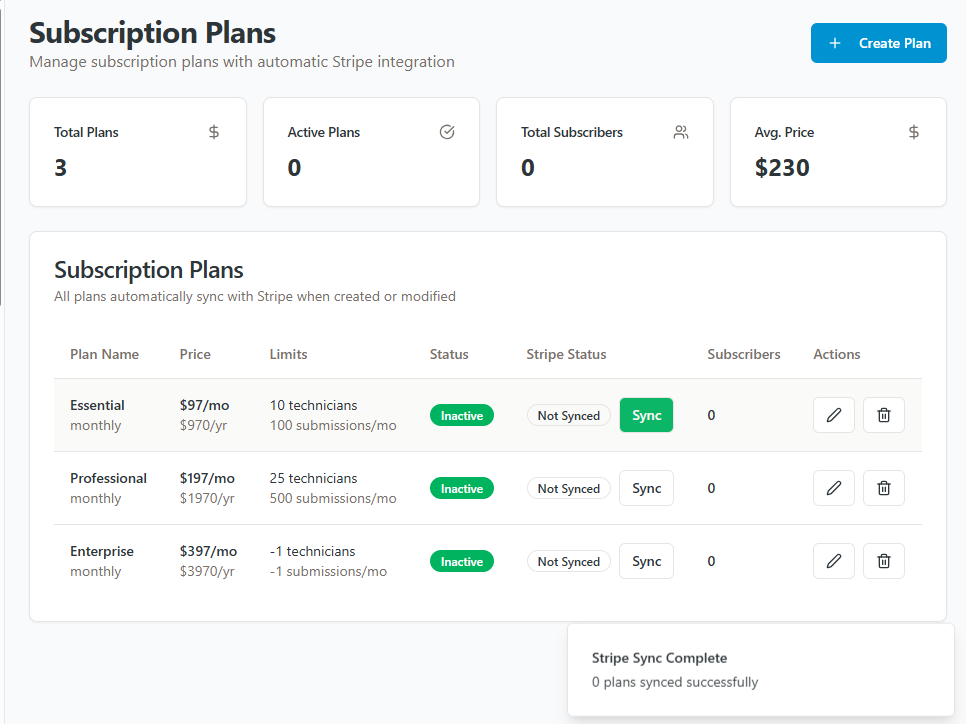 Subscription Plans
Manage subscription plans with automatic Stripe integration
Create Plan
Total Plans
3
Active Plans
0
Total Subscribers
0
Avg. Price
$230
Subscription Plans
All plans automatically sync with Stripe when created or modified
Plan Name Price Limits Status Stripe Status Subscribers Actions
Essential $97/mo 10 technicians Inactive Not Synced Sync 0
monthly $970/yr 100 submissions/mo
Professional $197/mo 25 technicians Inactive Not Synced Sync 0
monthly $1970/yr 500 submissions/mo
Enterprise $397/mo -1 technicians Inactive Not Synced Sync 0
monthly $3970/yr -1 submissions/mo
Stripe Sync Complete
0 plans synced successfully